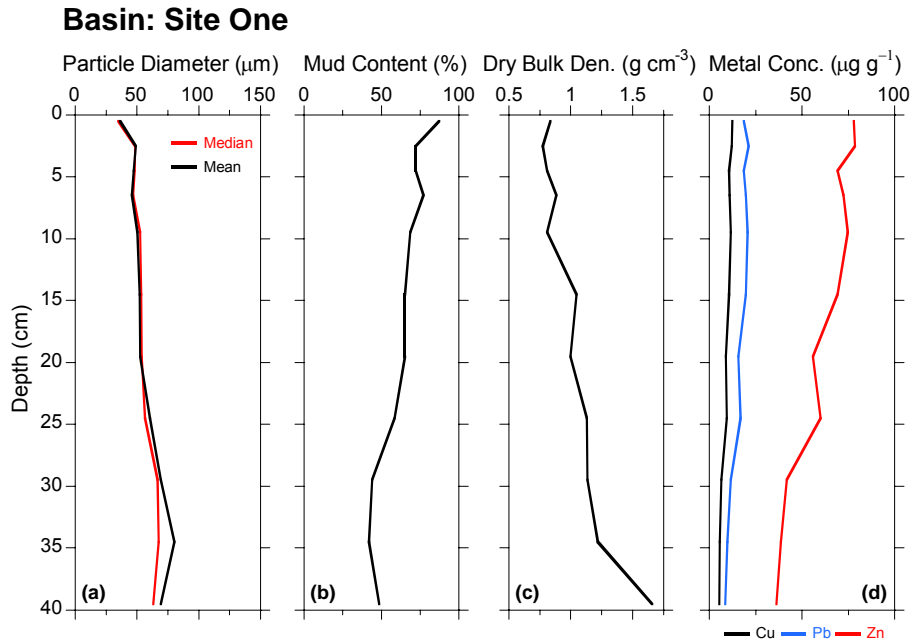 Basin: Site One
Particle Diameter (μm) Mud Content (%) Dry Bulk Den. (g cm⁻³) Metal Conc. (μg g⁻¹)
0 50 100 150 0 50 100 0.5 1 1.5 0 50 100
0
5
10
15
20
25
30
35
40
Depth (cm)
Median
Mean
(a) (b) (c) (d)
Cu Pb Zn